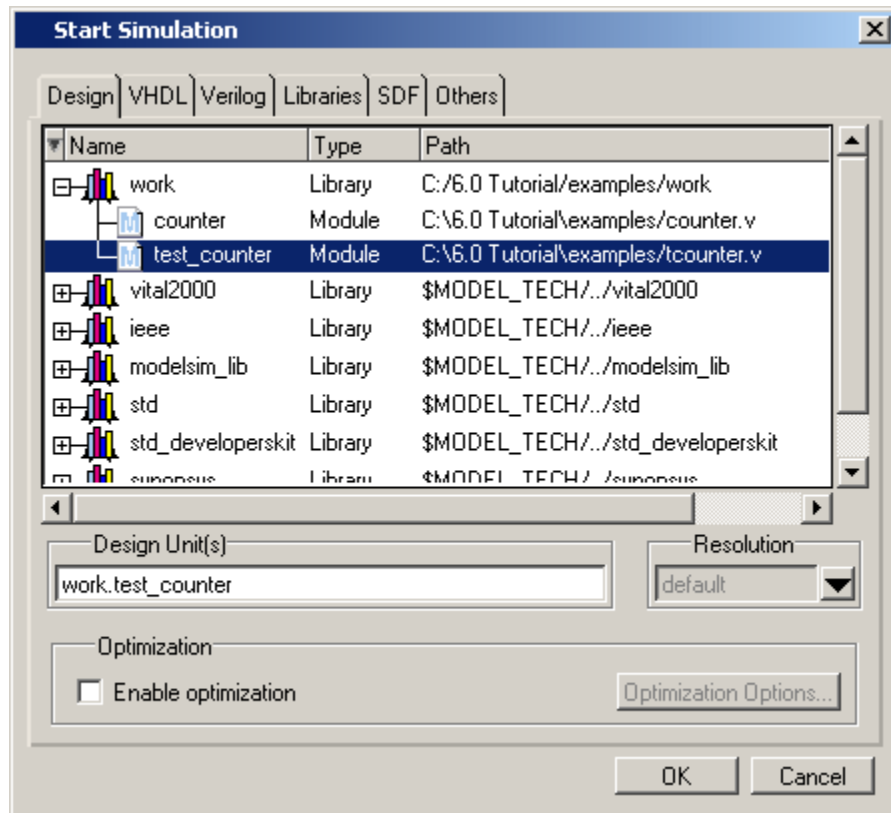 Start Simulation
Design VHDL Verilog Libraries SDF Others
Name Type Path
work Library C:/6.0 Tutorial/examples/work
counter Module C:\6.0 Tutorial\examples/counter.v
test_counter Module C:\6.0 Tutorial\examples/tcounter.v
vital2000 Library $MODEL_TECH/../vital2000
ieee Library $MODEL_TECH/../ieee
modelsim_lib Library $MODEL_TECH/../modelsim_lib
std Library $MODEL_TECH/../std
std_developerskit Library $MODEL_TECH/../std_developerskit
Library
Design Unit(s) Resolution
work.test_counter default
Optimization
Enable optimization Optimization Options...
OK Cancel